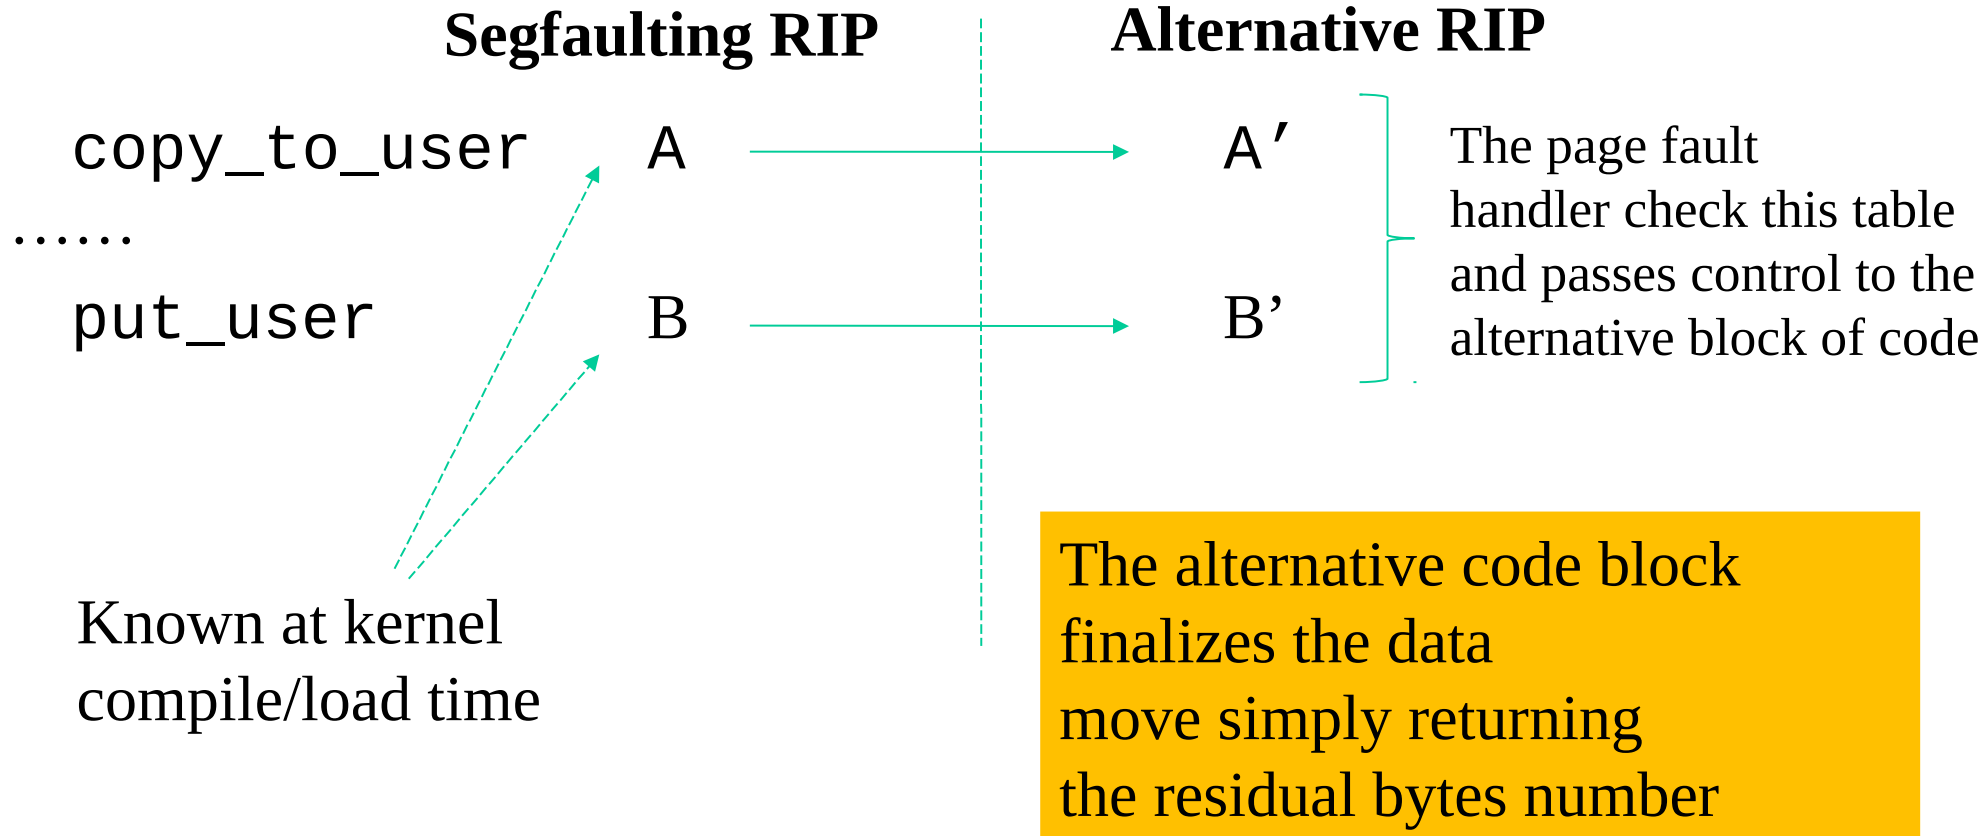 Segfaulting RIP Alternative RIP
copy_to_user A A’
……
put_user B B’
The page fault
handler check this table
and passes control to the
alternative block of code
Known at kernel
compile/load time
The alternative code block
finalizes the data
move simply returning
the residual bytes number